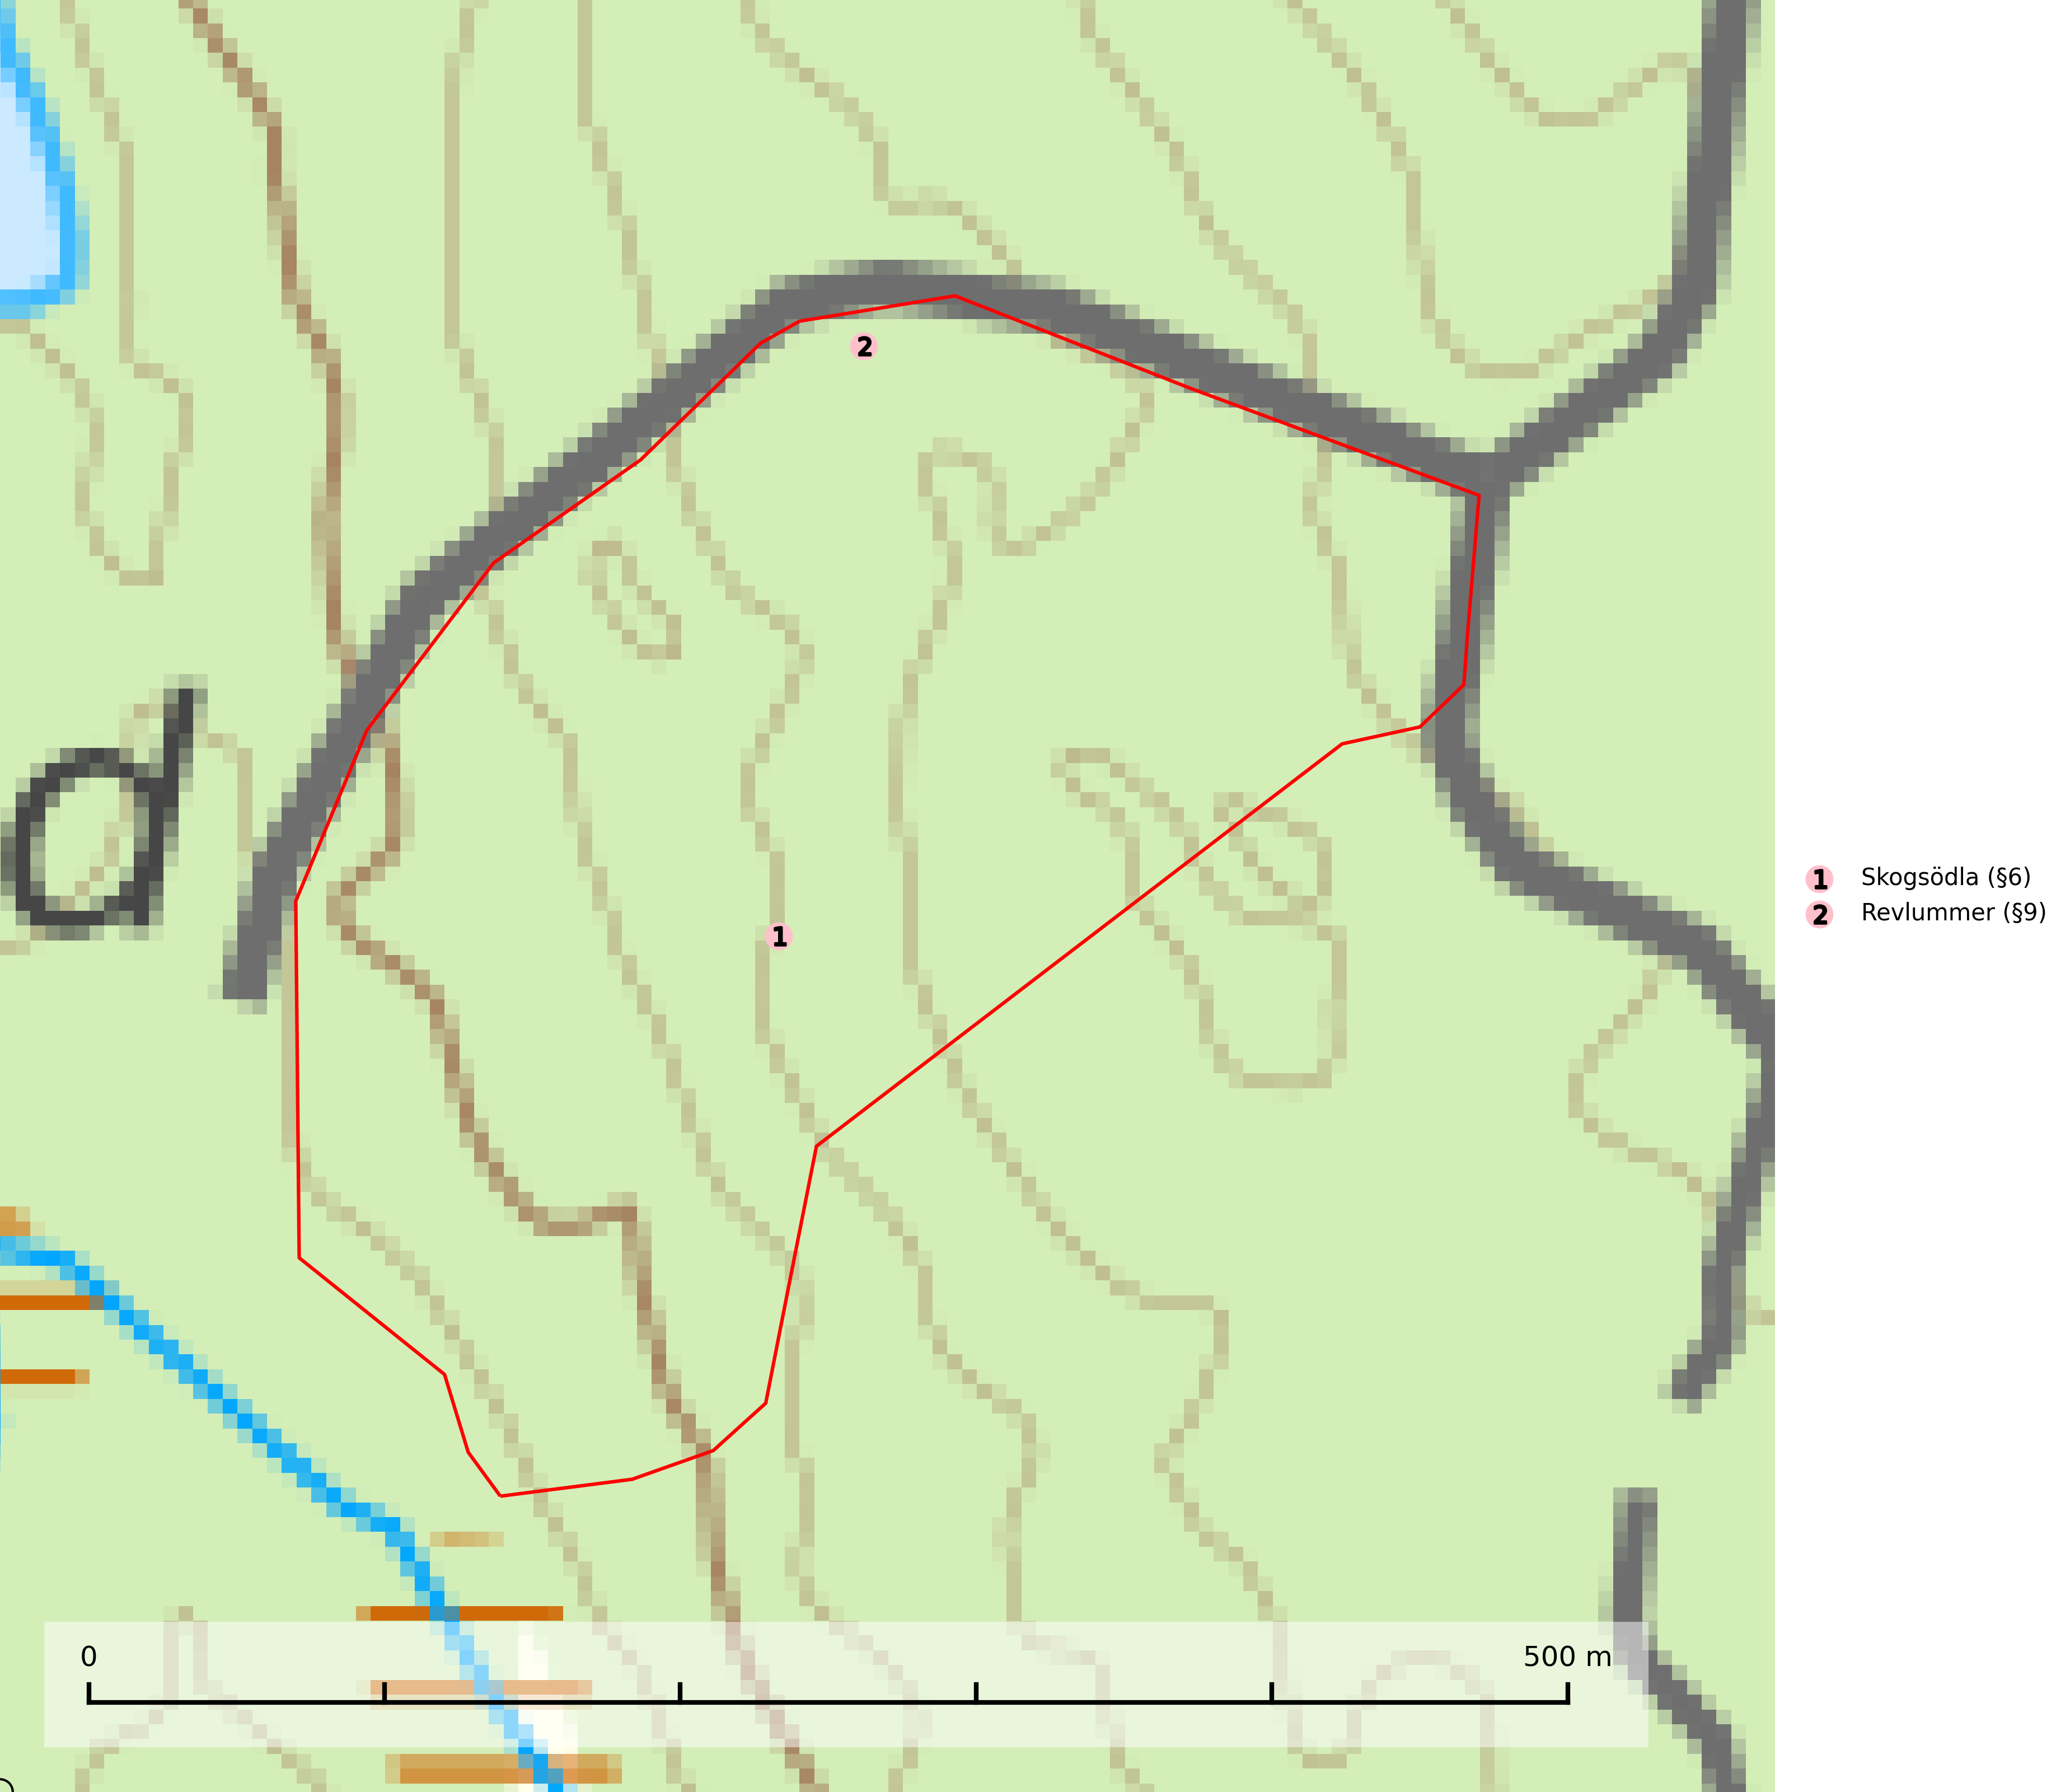 2
d
1
1 Skogsödla (§6)
2 Revlummer (§9)
0 500 m